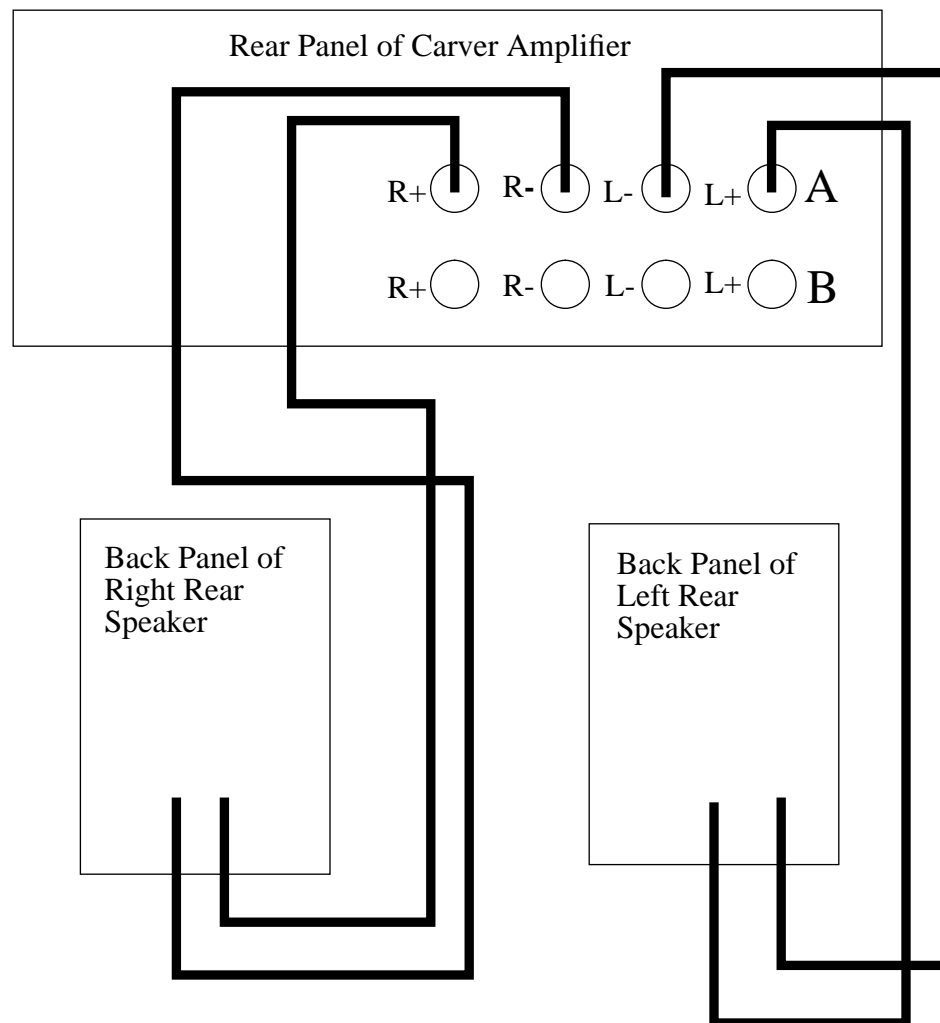 Rear Panel of Carver Amplifier
R+ R- L- L+ A
R+ R- L- L+ B
Back Panel of
Right Rear
Speaker
Back Panel of
Left Rear
Speaker